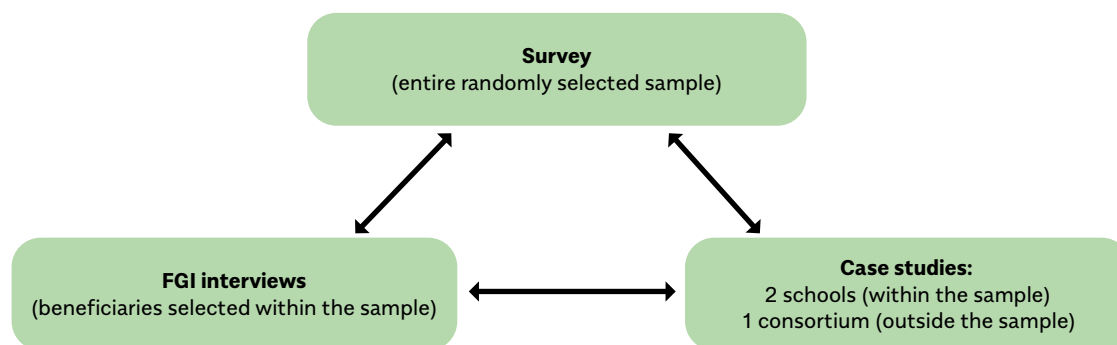 Survey
(entire randomly selected sample)
FGI interviews
(beneficiaries selected within the sample)
Case studies:
2 schools (within the sample)
1 consortium (outside the sample)